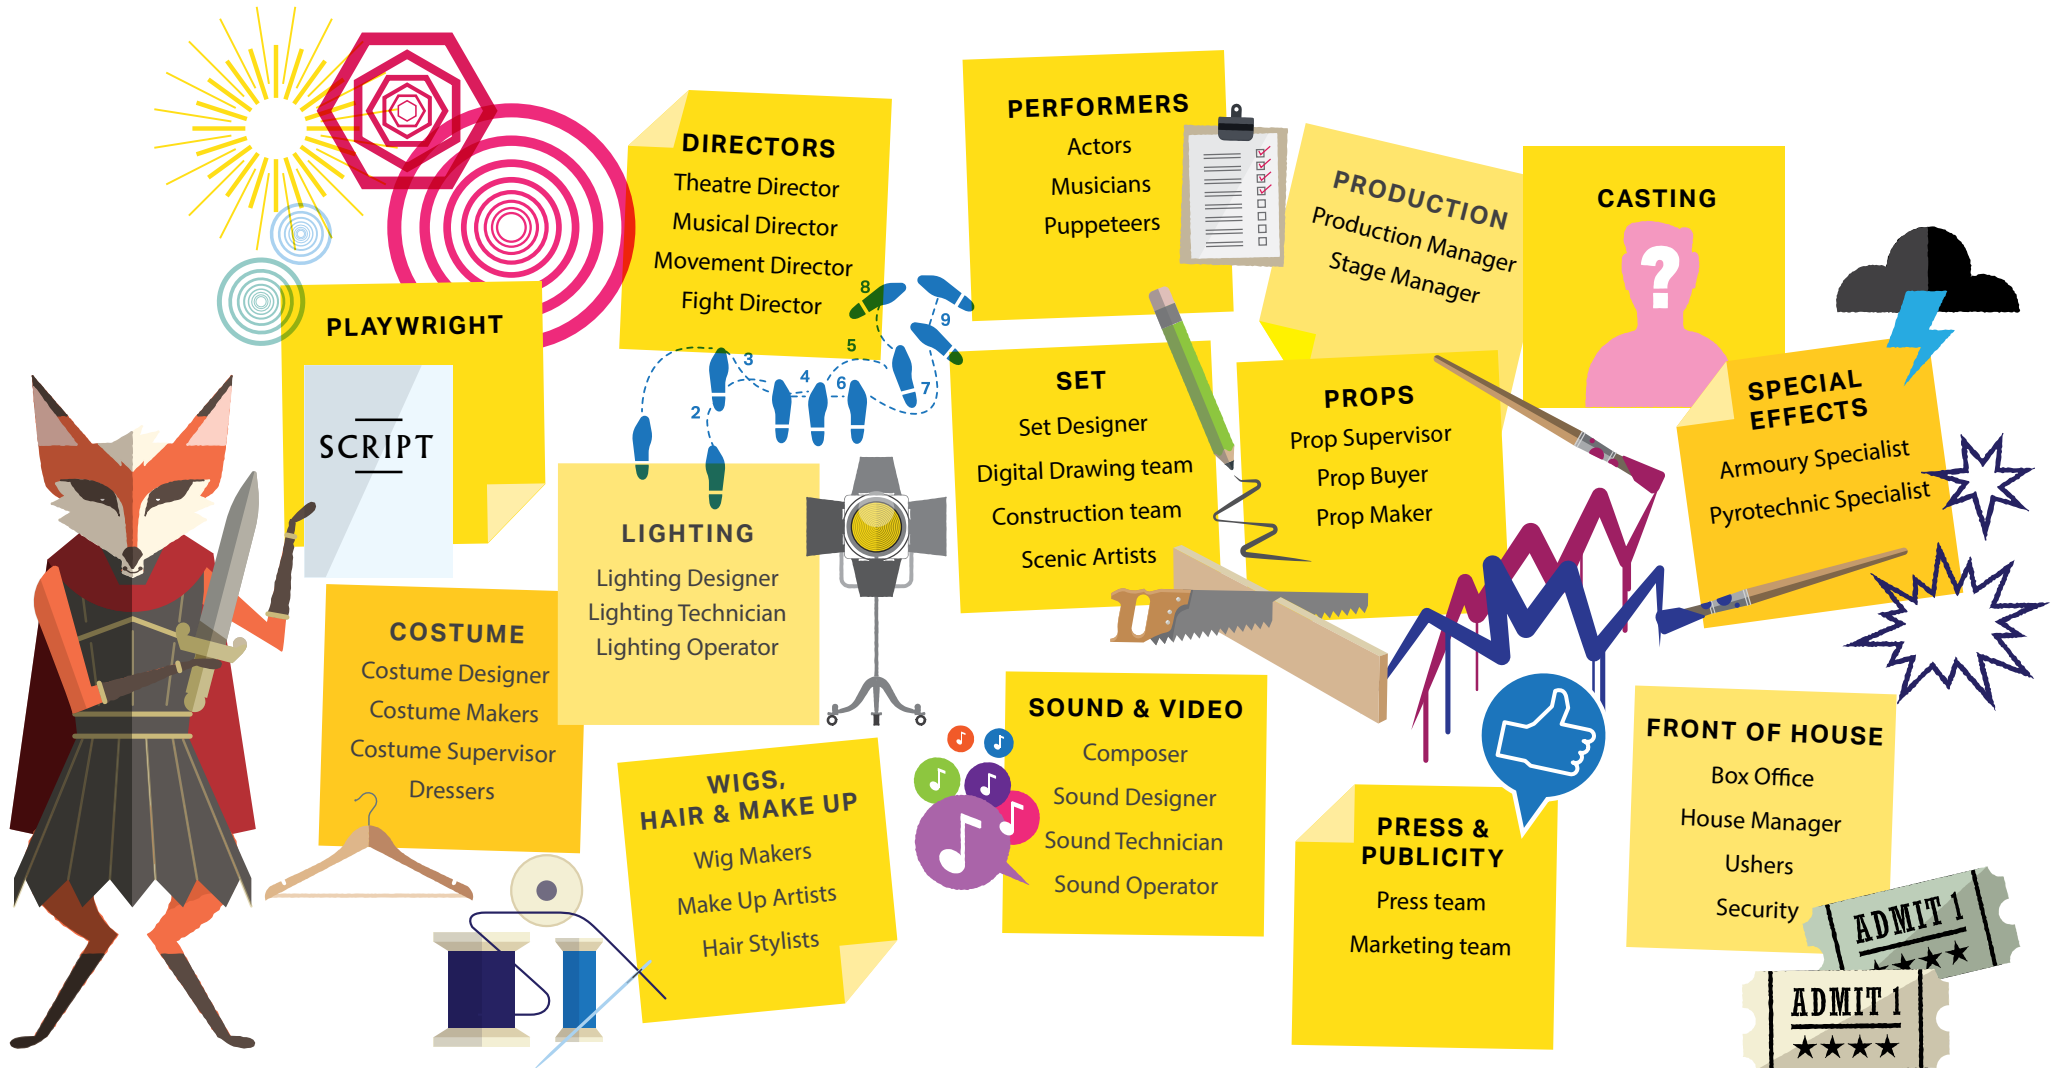 DIRECTORS
Theatre Director
Musical Director
Movement Director
Fight Director
PERFORMERS
Actors
Musicians
Puppeteers
PRODUCTION
Production Manager
Stage Manager
CASTING
?
PLAYWRIGHT
SCRIPT
2
3
4
5
6
7
8
9
SET
Set Designer
Digital Drawing team
Construction team
Scenic Artists
PROPS
Prop Supervisor
Prop Buyer
Prop Maker
SPECIAL
EFFECTS
Armoury Specialist
Pyrotechnic Specialist
LIGHTING
Lighting Designer
Lighting Technician
Lighting Operator
COSTUME
Costume Designer
Costume Makers
Costume Supervisor
Dressers
WIGS,
HAIR & MAKE UP
Wig Makers
Make Up Artists
Hair Stylists
SOUND & VIDEO
Composer
Sound Designer
Sound Technician
Sound Operator
PRESS &
PUBLICITY
Press team
Marketing team
FRONT OF HOUSE
Box Office
House Manager
Ushers
Security
ADMIT 1
ADMIT 1